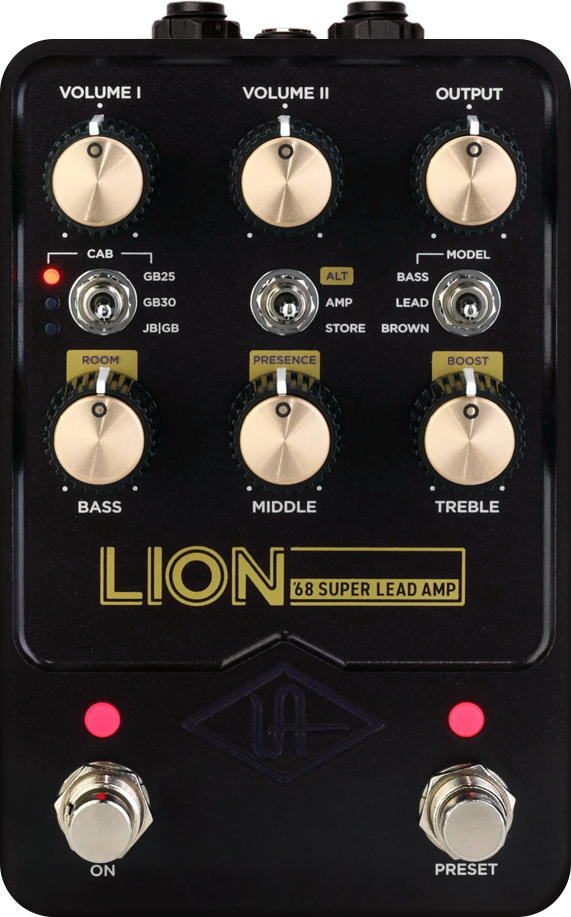 VOLUME I
VOLUME II
OUTPUT
CAB
GB25
GB30
JB|GB
ALT
AMP
STORE
MODEL
BASS
LEAD
BROWN
ROOM
PRESENCE
BOOST
BASS
MIDDLE
TREBLE
LION
'68 SUPER LEAD AMP
UA
ON
PRESET